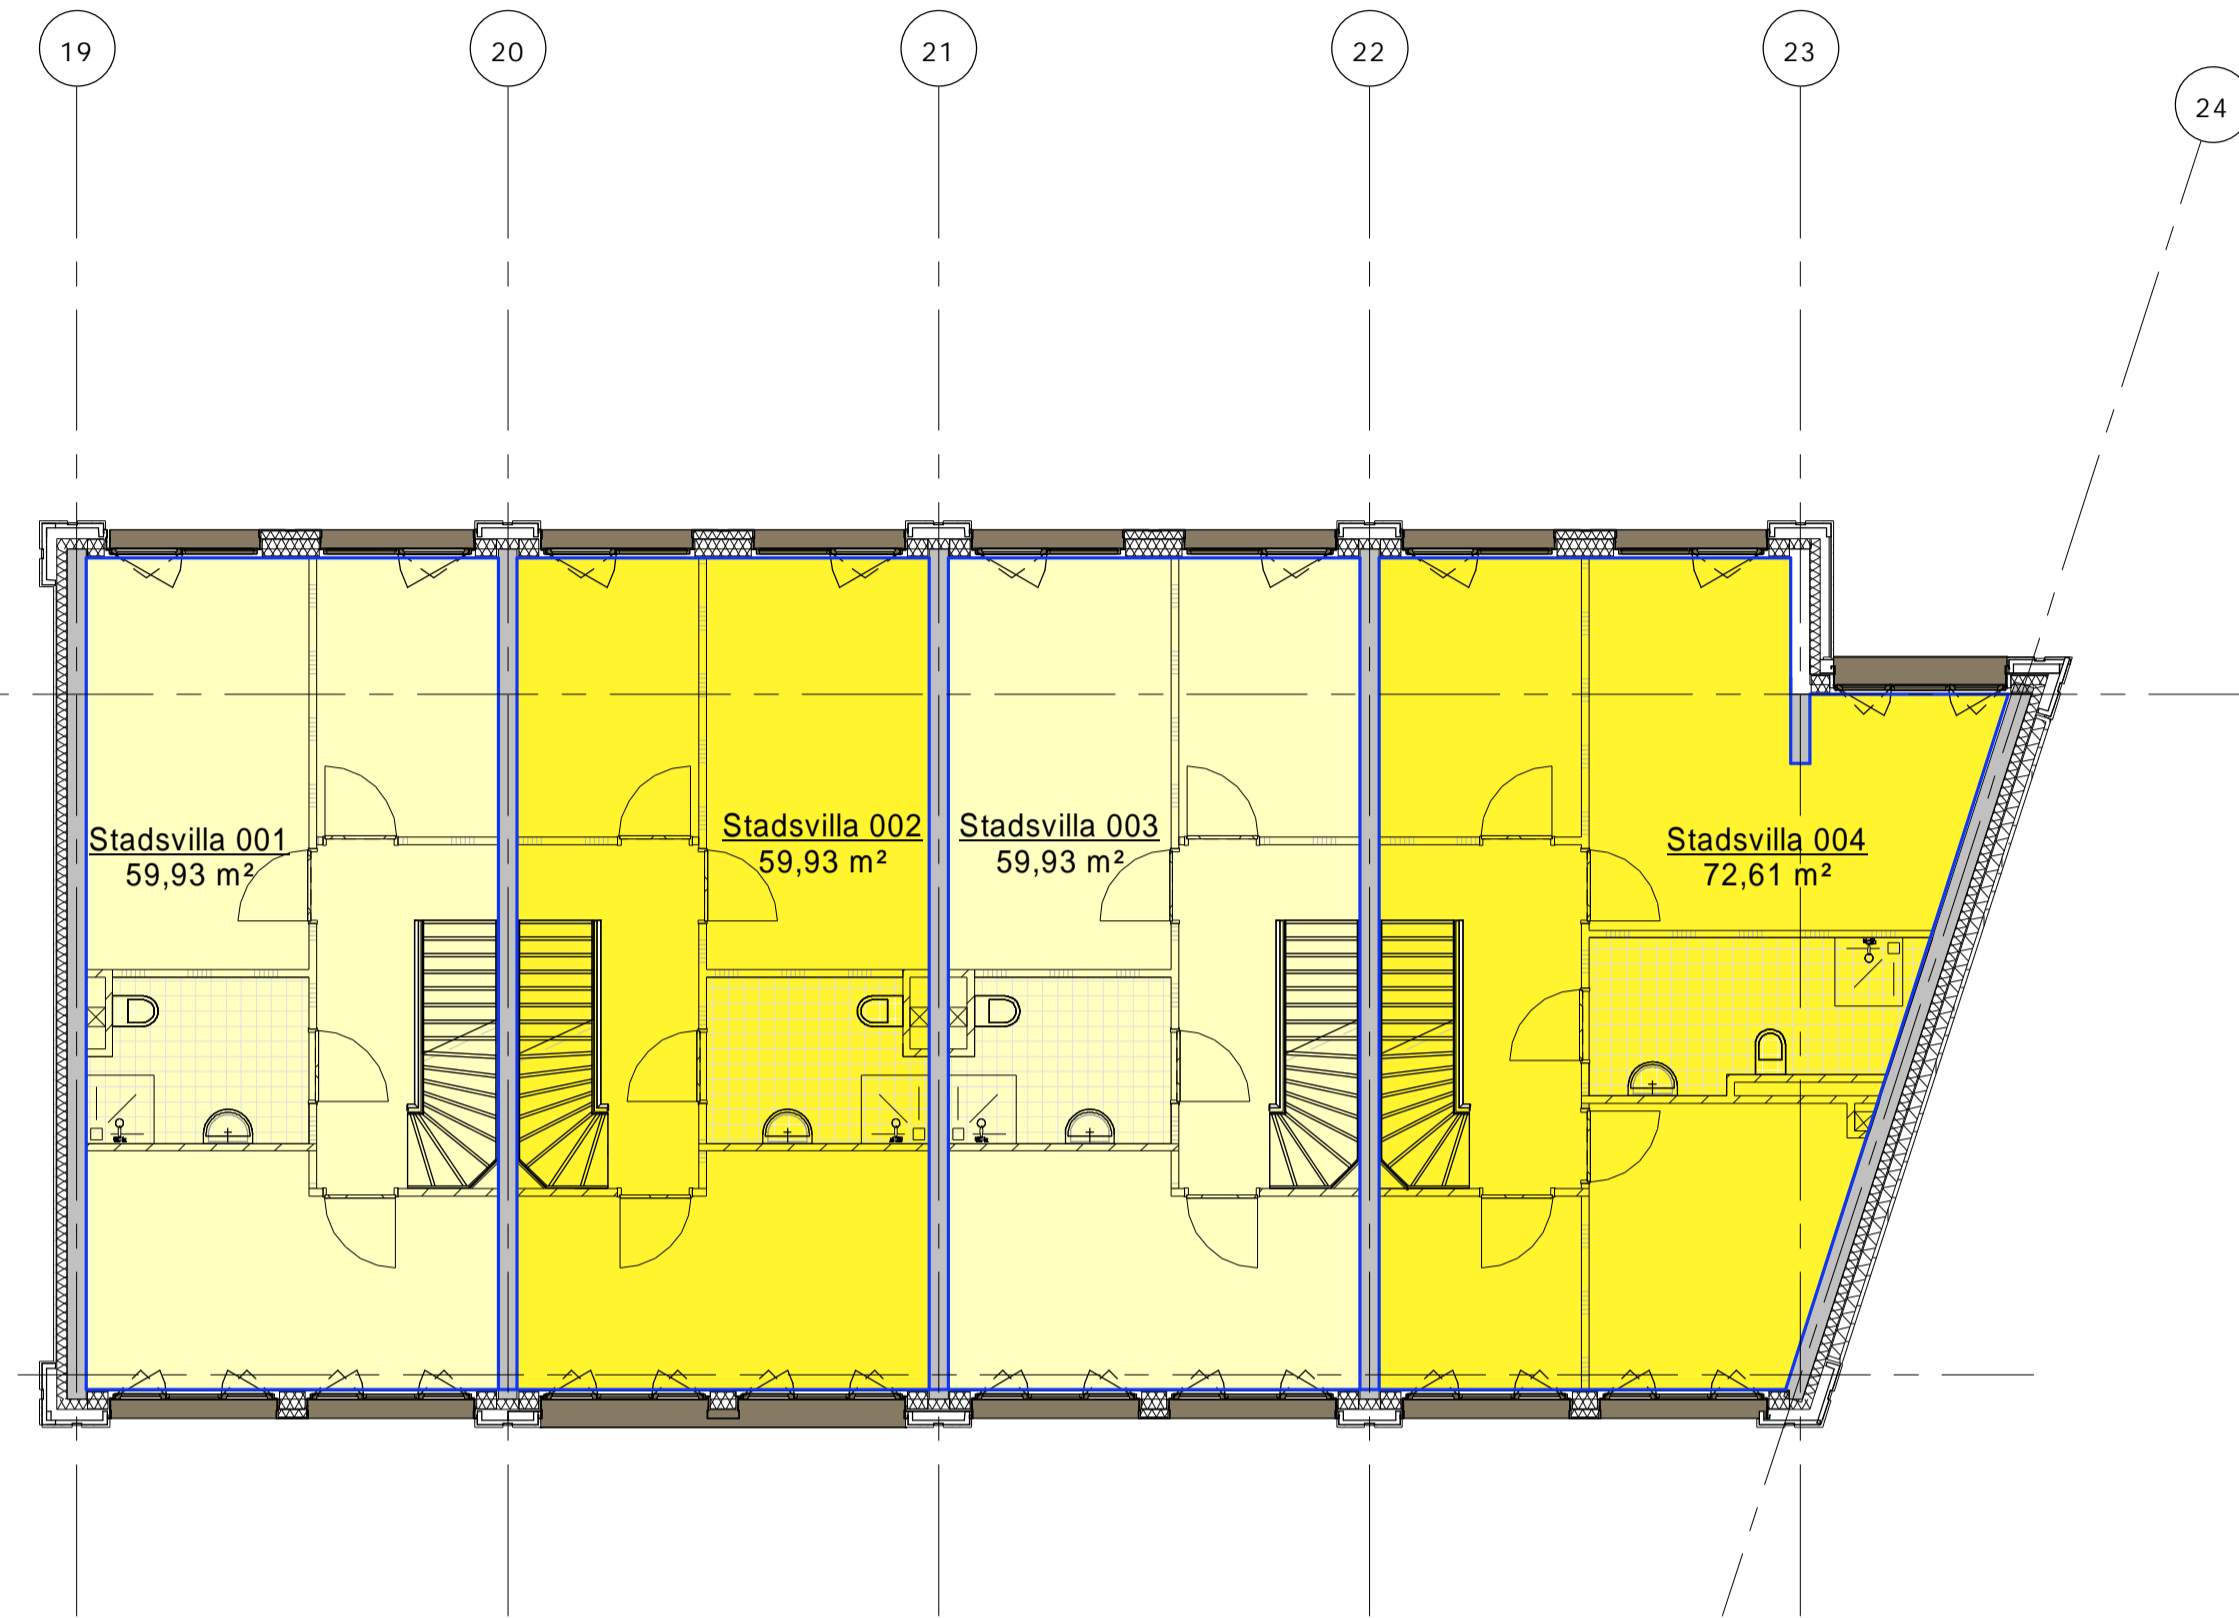 19
20
21
22
23
24
Stadsvilla 001
59,93 m²
Stadsvilla 002
59,93 m²
Stadsvilla 003
59,93 m²
Stadsvilla 004
72,61 m²